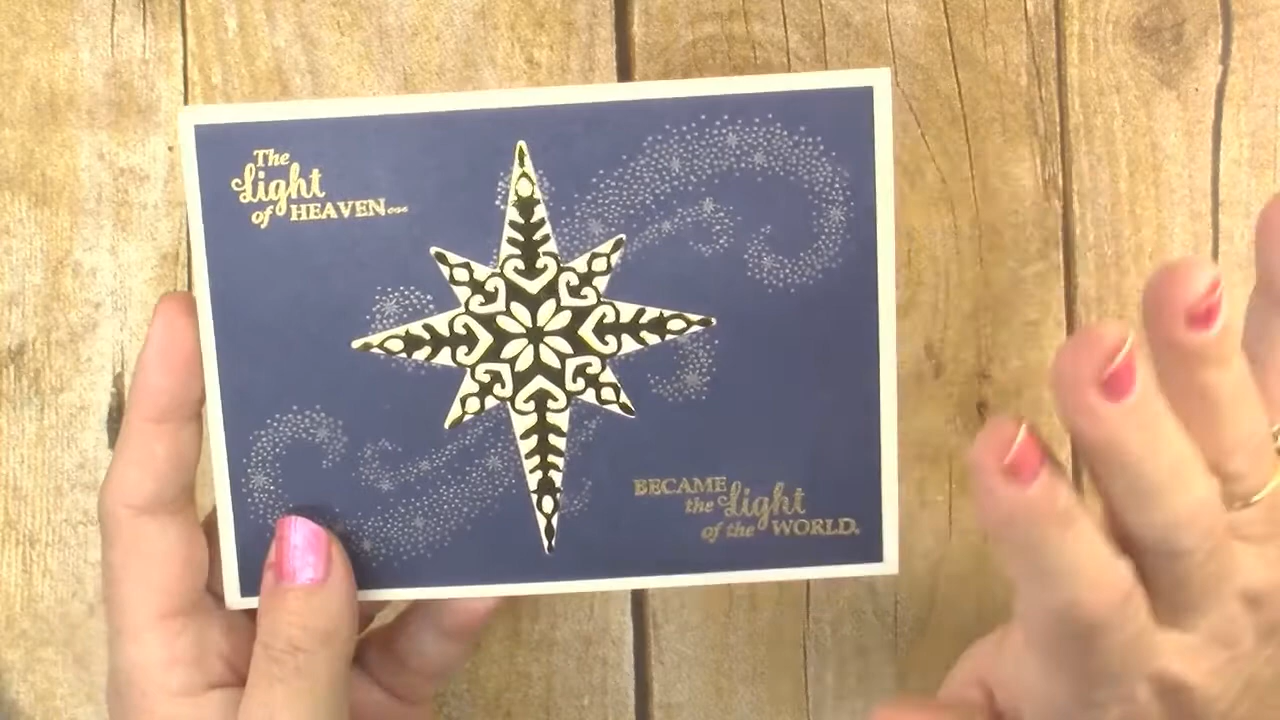 The
Light
of HEAVEN...
BECAME
the Light
of the WORLD.